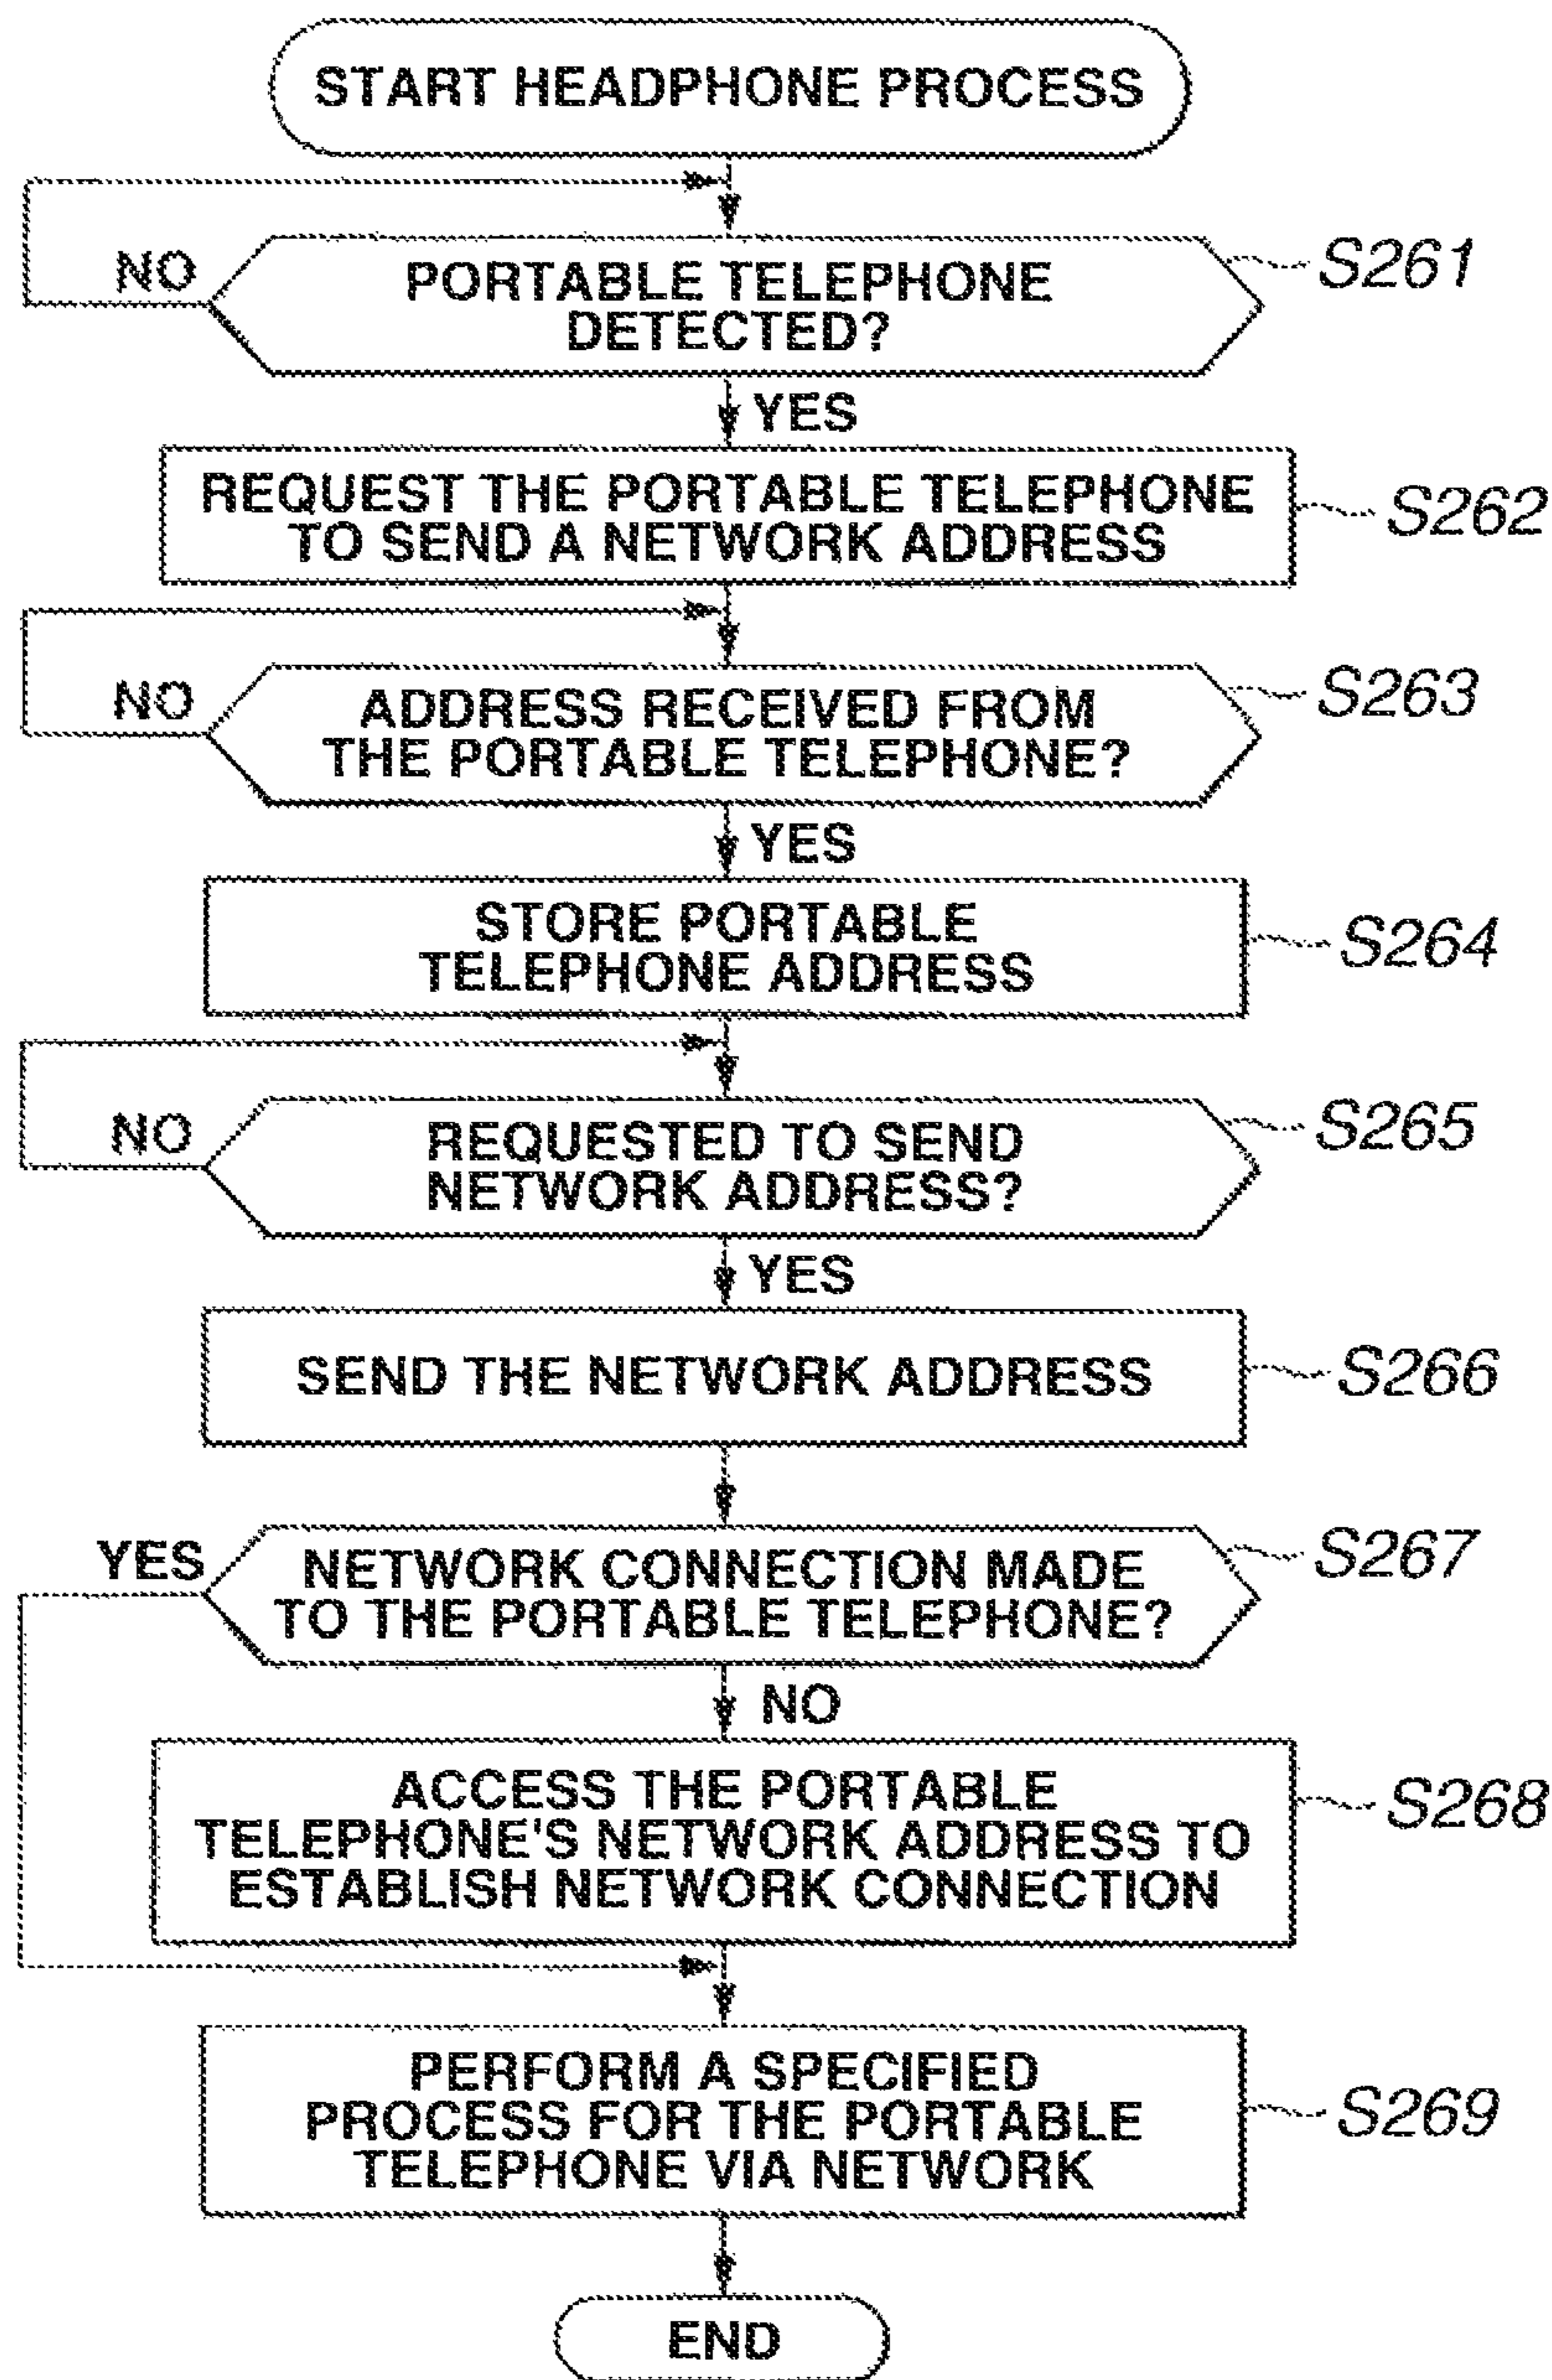 START HEADPHONE PROCESS
NO
PORTABLE TELEPHONE
DETECTED?
S261
YES
REQUEST THE PORTABLE TELEPHONE
TO SEND A NETWORK ADDRESS
S262
NO
ADDRESS RECEIVED FROM
THE PORTABLE TELEPHONE?
S263
YES
STORE PORTABLE
TELEPHONE ADDRESS
S264
NO
REQUESTED TO SEND
NETWORK ADDRESS?
S265
YES
SEND THE NETWORK ADDRESS
S266
YES
NETWORK CONNECTION MADE
TO THE PORTABLE TELEPHONE?
S267
NO
ACCESS THE PORTABLE
TELEPHONE'S NETWORK ADDRESS TO
ESTABLISH NETWORK CONNECTION
S268
PERFORM A SPECIFIED
PROCESS FOR THE PORTABLE
TELEPHONE VIA NETWORK
S269
END